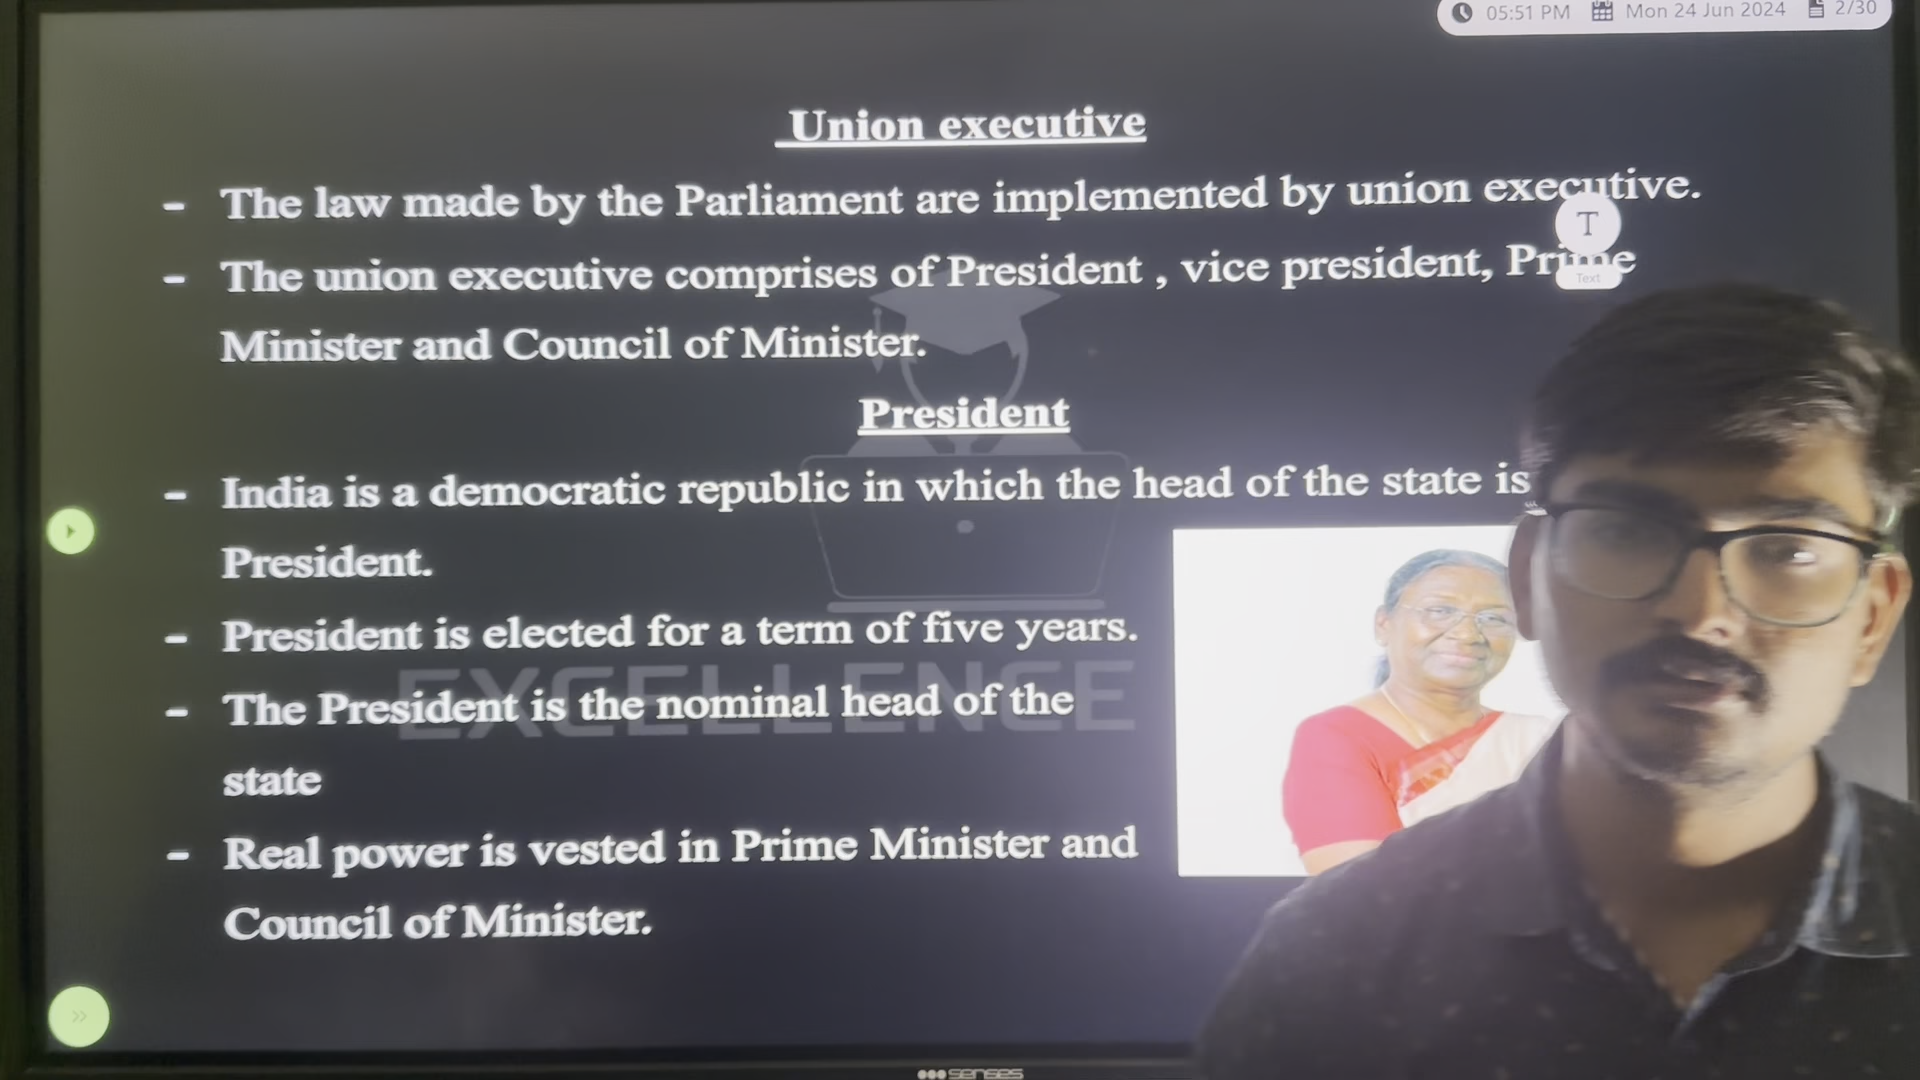 05:51 PM Mon 24 Jun 2024 2/30
Union executive
- The law made by the Parliament are implemented by union executive.
T
Text
- The union executive comprises of President , vice president, Prime
Minister and Council of Minister.
President
- India is a democratic republic in which the head of the state is
President.
- President is elected for a term of five years.
EXCELLENCE
- The President is the nominal head of the
state
- Real power is vested in Prime Minister and
Council of Minister.
senses